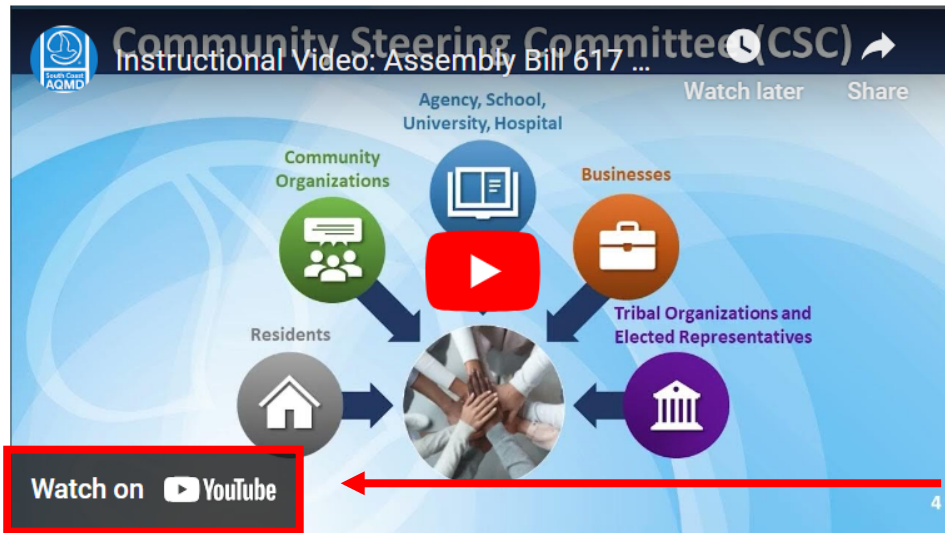 Community Steering Committee (CSC)
South Coast
AQMD
Instructional Video: Assembly Bill 617 ...
Watch later
Share
Agency, School,
University, Hospital
Community
Organizations
Businesses
Tribal Organizations and
Elected Representatives
Residents
Watch on YouTube
4